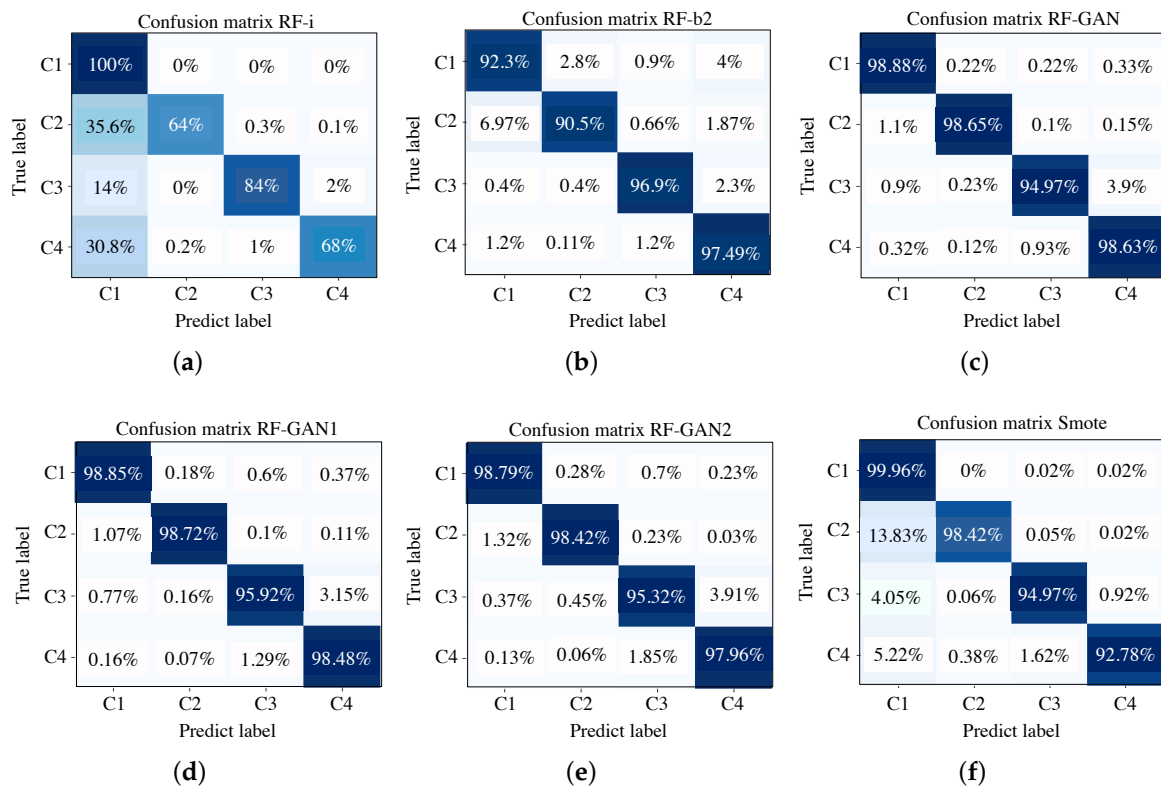 Confusion matrix RF-i
True label
C1 100% 0% 0% 0%
C2 35.6% 64% 0.3% 0.1%
C3 14% 0% 84% 2%
C4 30.8% 0.2% 1% 68%
C1 C2 C3 C4
Predict label
(a)
Confusion matrix RF-b2
True label
C1 92.3% 2.8% 0.9% 4%
C2 6.97% 90.5% 0.66% 1.87%
C3 0.4% 0.4% 96.9% 2.3%
C4 1.2% 0.11% 1.2% 97.49%
C1 C2 C3 C4
Predict label
(b)
Confusion matrix RF-GAN
True label
C1 98.88% 0.22% 0.22% 0.33%
C2 1.1% 98.65% 0.1% 0.15%
C3 0.9% 0.23% 94.97% 3.9%
C4 0.32% 0.12% 0.93% 98.63%
C1 C2 C3 C4
Predict label
(c)
Confusion matrix RF-GAN1
True label
C1 98.85% 0.18% 0.6% 0.37%
C2 1.07% 98.72% 0.1% 0.11%
C3 0.77% 0.16% 95.92% 3.15%
C4 0.16% 0.07% 1.29% 98.48%
C1 C2 C3 C4
Predict label
(d)
Confusion matrix RF-GAN2
True label
C1 98.79% 0.28% 0.7% 0.23%
C2 1.32% 98.42% 0.23% 0.03%
C3 0.37% 0.45% 95.32% 3.91%
C4 0.13% 0.06% 1.85% 97.96%
C1 C2 C3 C4
Predict label
(e)
Confusion matrix Smote
True label
C1 99.96% 0% 0.02% 0.02%
C2 13.83% 98.42% 0.05% 0.02%
C3 4.05% 0.06% 94.97% 0.92%
C4 5.22% 0.38% 1.62% 92.78%
C1 C2 C3 C4
Predict label
(f)